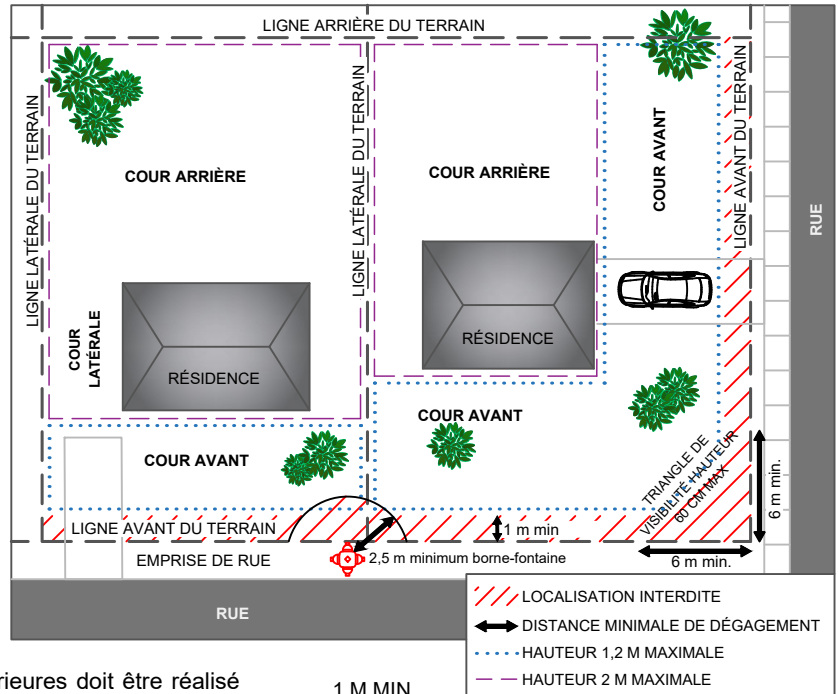 LIGNE ARRIÈRE DU TERRAIN
LIGNE LATÉRALE DU TERRAIN
COUR ARRIÈRE
LIGNE LATÉRALE DU TERRAIN
COUR ARRIÈRE
COUR AVANT
LIGNE AVANT DU TERRAIN
RUE
COUR
LATÉRALE
RÉSIDENCE
RÉSIDENCE
COUR AVANT
COUR AVANT
TRIANGLE DE
VISIBILITÉ HAUTEUR
60 CM MAX
6 m min.
LIGNE AVANT DU TERRAIN
1 m min
EMPRISE DE RUE
2,5 m minimum borne-fontaine
6 m min.
RUE
LOCALISATION INTERDITE
DISTANCE MINIMALE DE DÉGAGEMENT
HAUTEUR 1,2 M MAXIMALE
HAUTEUR 2 M MAXIMALE
rieures doit être réalisé
1 M MIN